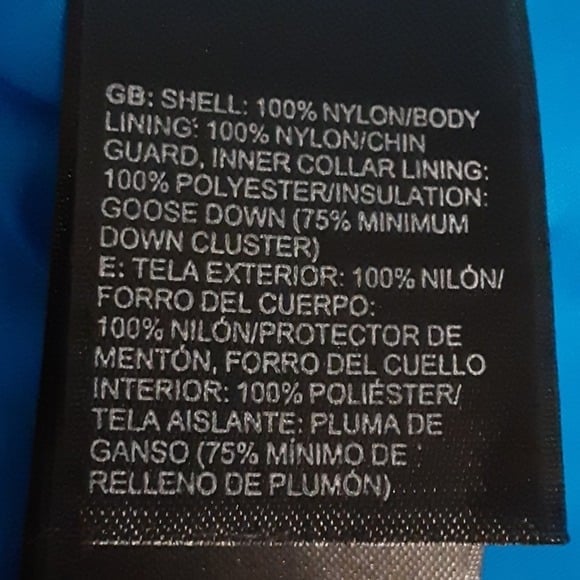 GB: SHELL: 100% NYLON/BODY
LINING: 100% NYLON/CHIN
GUARD, INNER COLLAR LINING:
100% POLYESTER/INSULATION:
GOOSE DOWN (75% MINIMUM
DOWN CLUSTER)
E: TELA EXTERIOR: 100% NILÓN/
FORRO DEL CUERPO:
100% NILÓN/PROTECTOR DE
MENTÓN, FORRO DEL CUELLO
INTERIOR: 100% POLIÉSTER/
TELA AISLANTE: PLUMA DE
GANSO (75% MÍNIMO DE
RELLENO DE PLUMÓN)